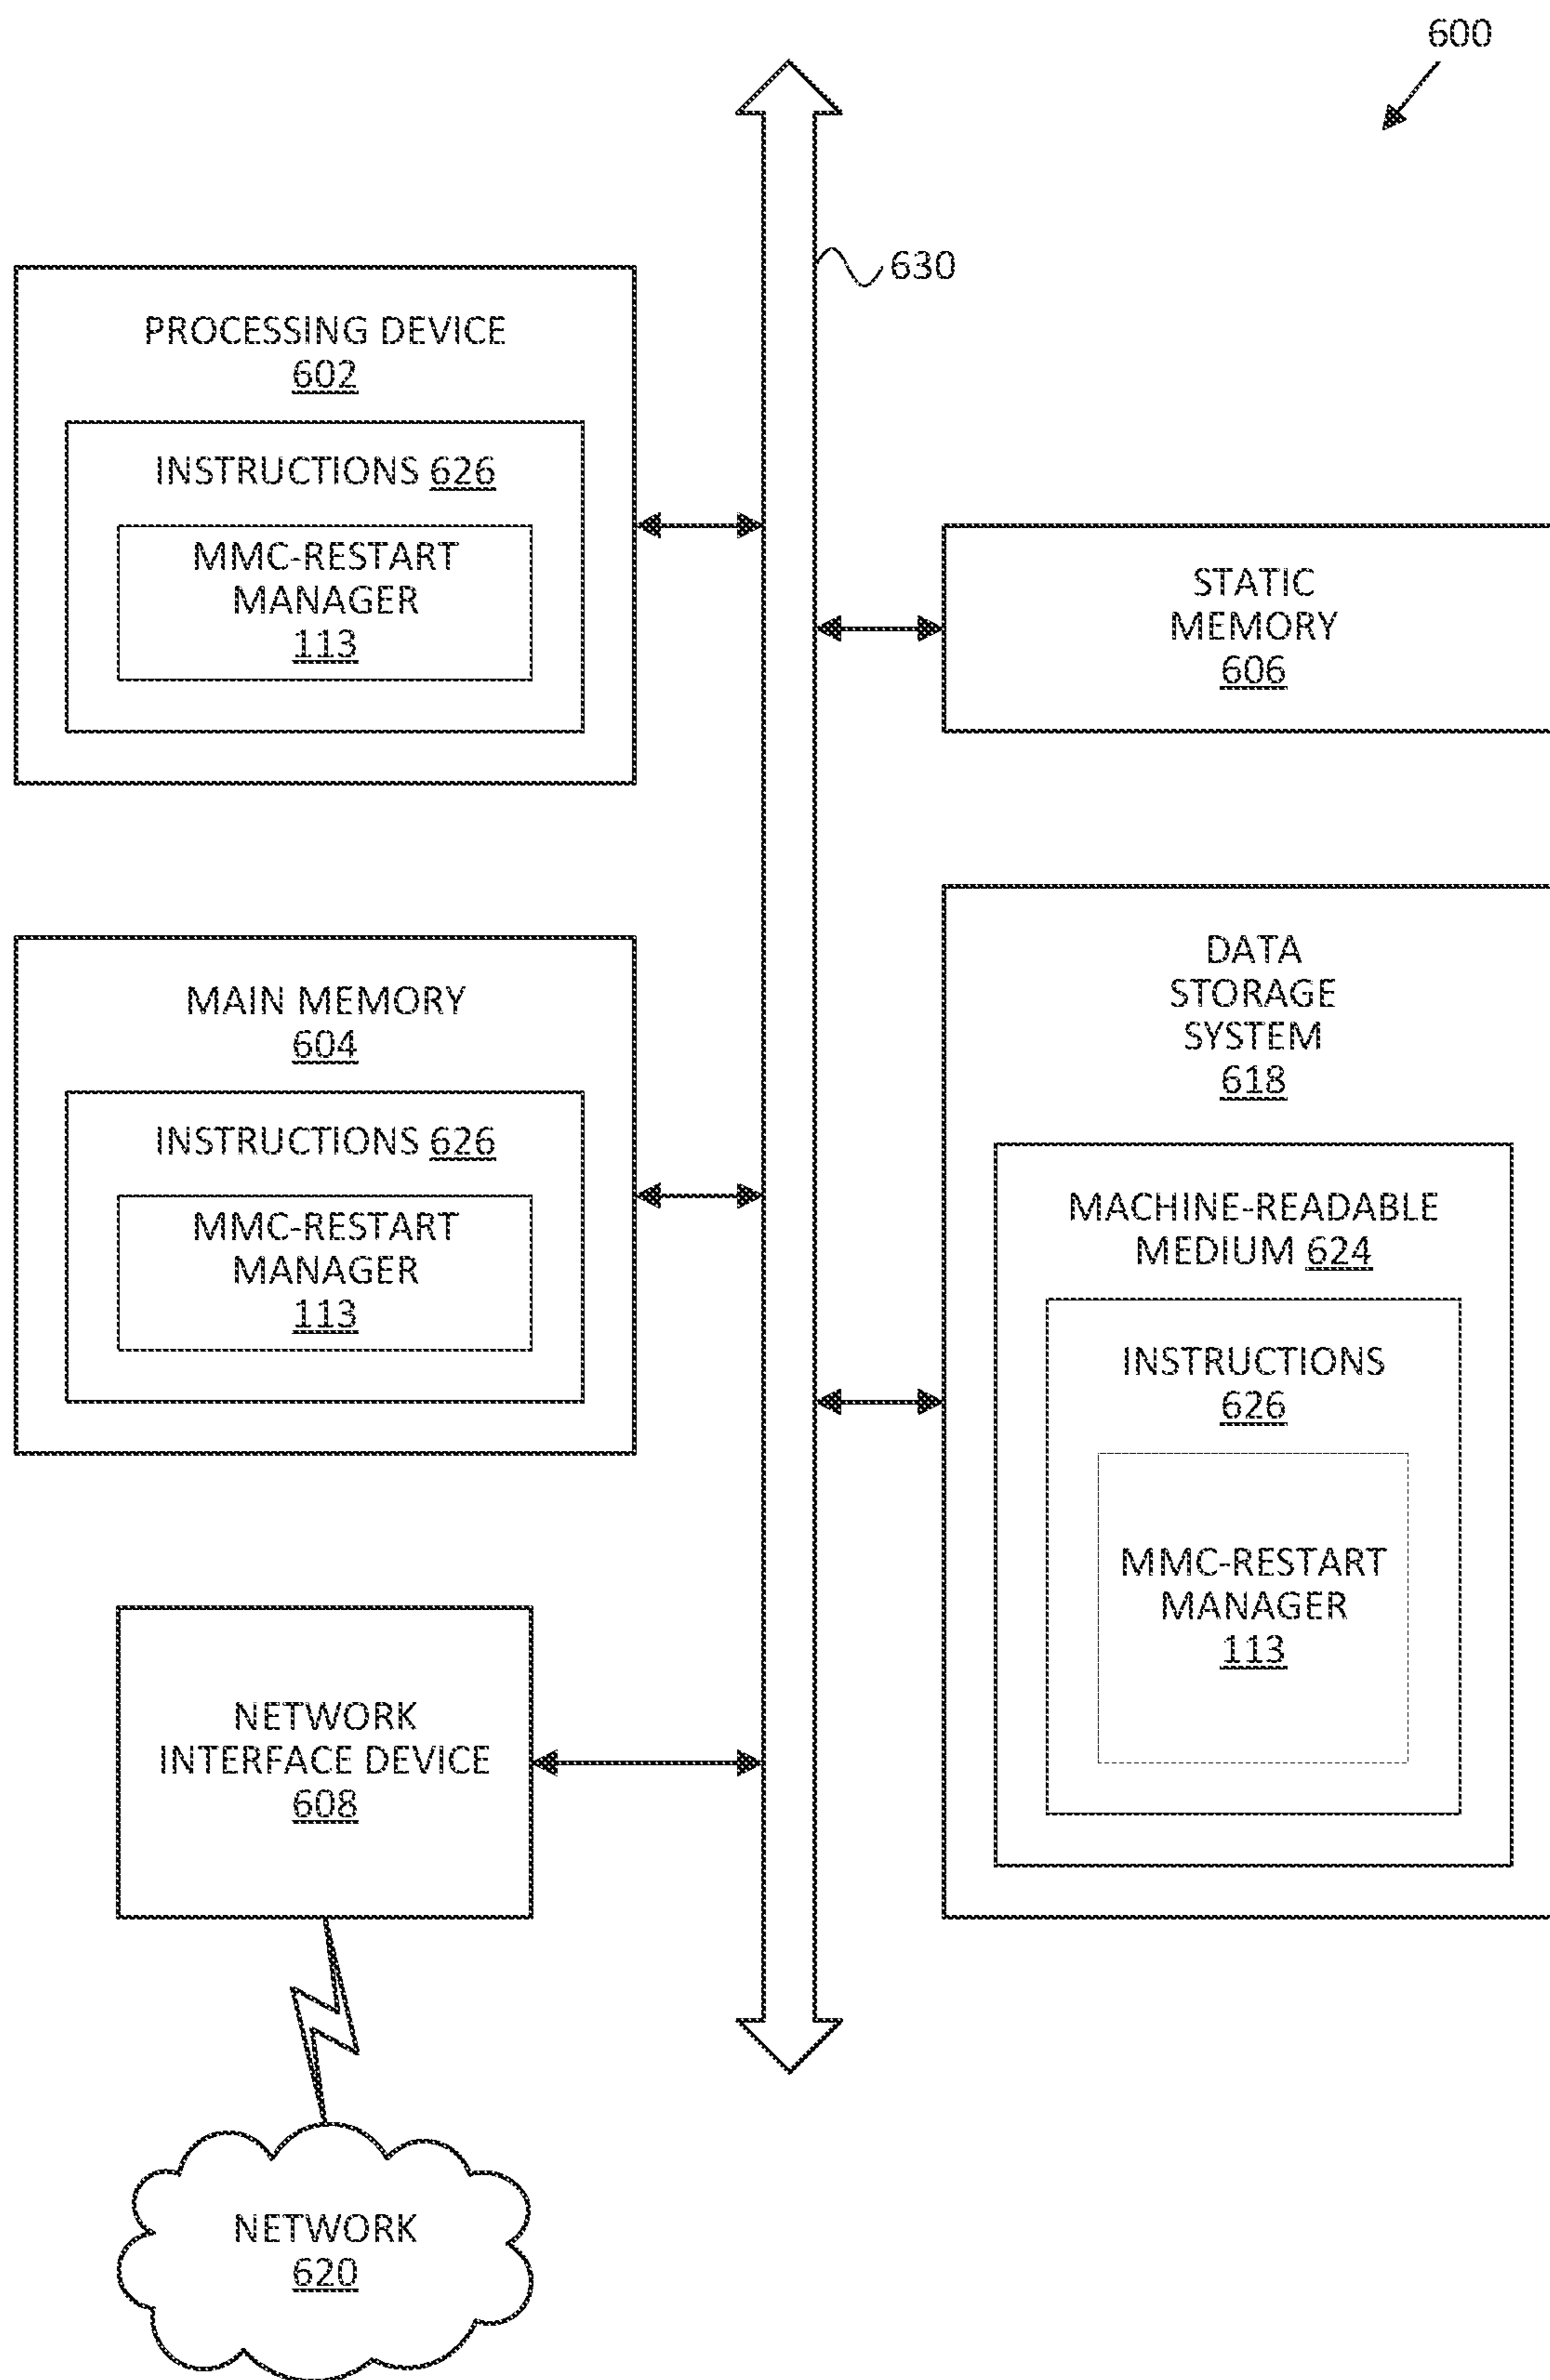 600
630
PROCESSING DEVICE
602
INSTRUCTIONS 626
MMC-RESTART
MANAGER
113
STATIC
MEMORY
606
MAIN MEMORY
604
INSTRUCTIONS 626
MMC-RESTART
MANAGER
113
DATA
STORAGE
SYSTEM
618
MACHINE-READABLE
MEDIUM 624
INSTRUCTIONS
626
MMC-RESTART
MANAGER
113
NETWORK
INTERFACE DEVICE
608
NETWORK
620